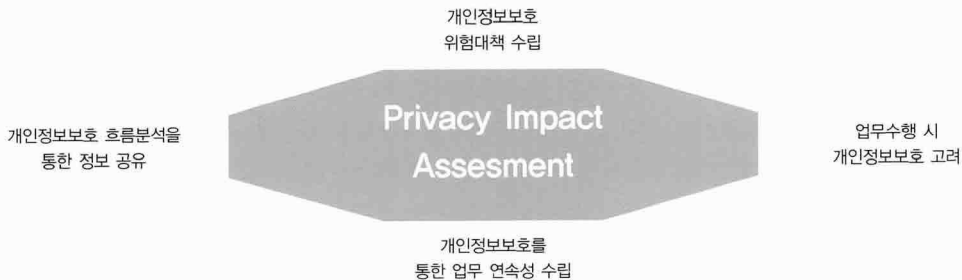 개인정보보호
위험대책 수립
Privacy Impact
Assesment
개인정보보호 흐름분석을
통한 정보 공유
업무수행 시
개인정보보호 고려
개인정보보호를
통한 업무 연속성 수립